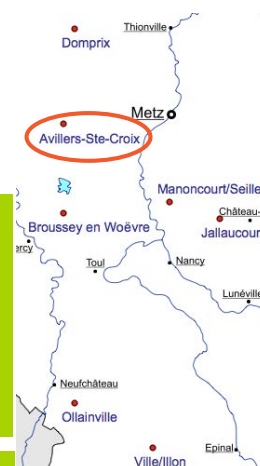 Thionville
Domprix
Metz
Avillers-Ste-Croix
Manoncourt/Seille
Château-
Jallaucour
Broussey en Woëvre
ercy
Toul
Nancy
Lunéville
Neufchâteau
Ollainville
Epinal
Ville/Illon